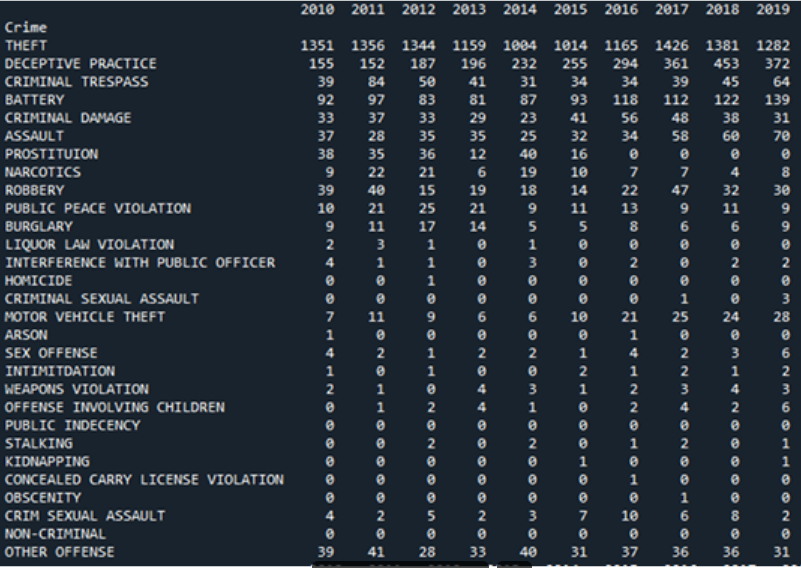 2010 2011 2012 2013 2014 2015 2016 2017 2018 2019
Crime
THEFT 1351 1356 1344 1159 1004 1014 1165 1426 1381 1282
DECEPTIVE PRACTICE 155 152 187 196 232 255 294 361 453 372
CRIMINAL TRESPASS 39 84 50 41 31 34 34 39 45 64
BATTERY 92 97 83 81 87 93 118 112 122 139
CRIMINAL DAMAGE 33 37 33 29 23 41 56 48 38 31
ASSAULT 37 28 35 35 25 32 34 58 60 70
PROSTITUION 38 35 36 12 40 16 0 0 0 0
NARCOTICS 9 22 21 6 19 10 7 7 4 8
ROBBERY 39 40 15 19 18 14 22 47 32 30
PUBLIC PEACE VIOLATION 10 21 25 21 9 11 13 9 11 9
BURGLARY 9 11 17 14 5 5 8 6 6 9
LIQUOR LAW VIOLATION 2 3 1 0 1 0 0 0 0 0
INTERFERENCE WITH PUBLIC OFFICER 4 1 1 0 3 0 2 0 2 2
HOMICIDE 0 0 1 0 0 0 0 0 0 0
CRIMINAL SEXUAL ASSAULT 0 0 0 0 0 0 0 1 0 3
MOTOR VEHICLE THEFT 7 11 9 6 6 10 21 25 24 28
ARSON 1 0 0 0 0 0 1 0 0 0
SEX OFFENSE 4 2 1 2 2 1 4 2 3 6
INTIMITDATION 1 0 1 0 0 2 1 2 1 2
WEAPONS VIOLATION 2 1 0 4 3 1 2 3 4 3
OFFENSE INVOLVING CHILDREN 0 1 2 4 1 0 2 4 2 6
PUBLIC INDECENCY 0 0 0 0 0 0 0 0 0 0
STALKING 0 0 2 0 2 0 1 2 0 1
KIDNAPPING 0 0 0 0 0 1 0 0 0 1
CONCEALED CARRY LICENSE VIOLATION 0 0 0 0 0 0 1 0 0 0
OBSCENITY 0 0 0 0 0 0 0 1 0 0
CRIM SEXUAL ASSAULT 4 2 5 2 3 7 10 6 8 2
NON-CRIMINAL 0 0 0 0 0 0 0 0 0 0
OTHER OFFENSE 39 41 28 33 40 31 37 36 36 31